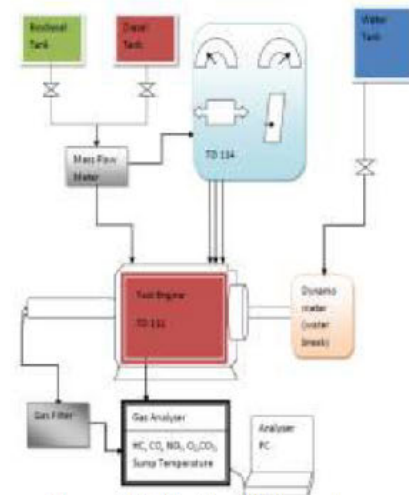 Biodiesel
Tank
Diesel
Tank
Water
Tank
TD 114
Mass Flow
Meter
Test Engine
TD 111
Dynamo
meter
(water
break)
Gas Filter
Gas Analyser
HC, CO, NOx, O2,CO2,
Sump Temperature
Analyser
PC